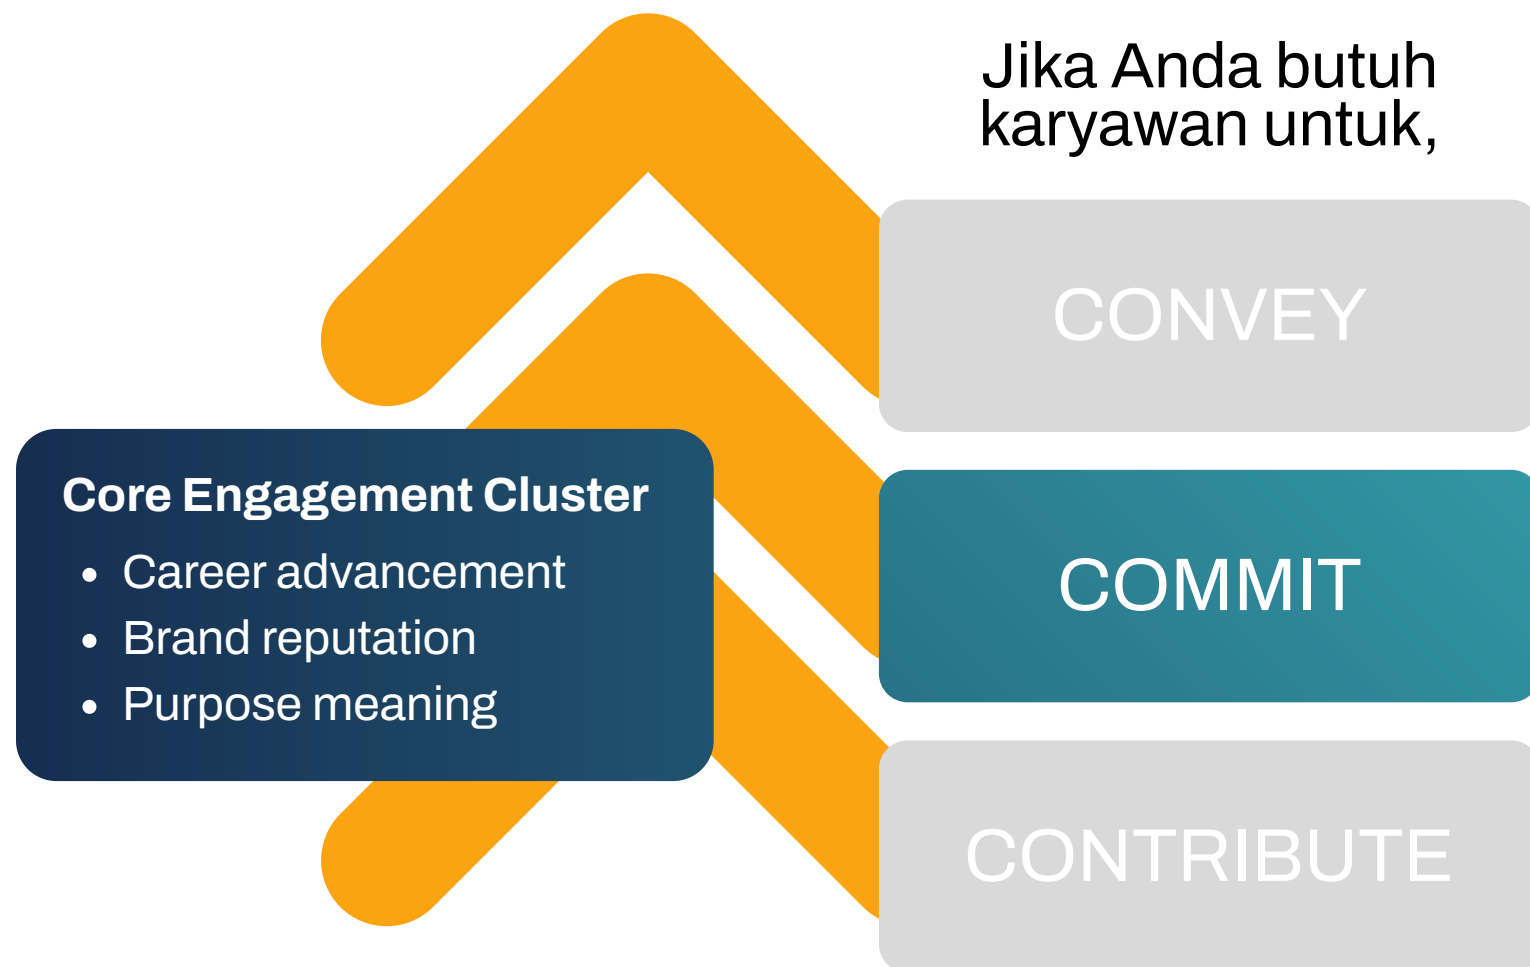 Jika Anda butuh
karyawan untuk,
CONVEY
Core Engagement Cluster
• Career advancement
• Brand reputation
• Purpose meaning
COMMIT
CONTRIBUTE